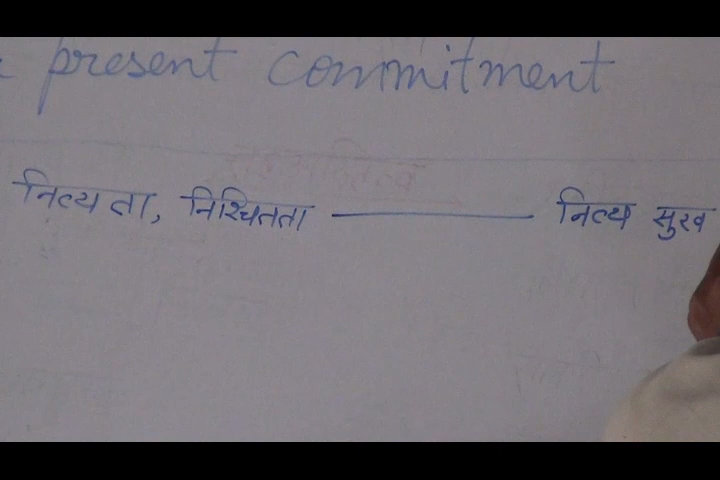 present commitment
नित्यता, निश्चितता — नित्य सुख